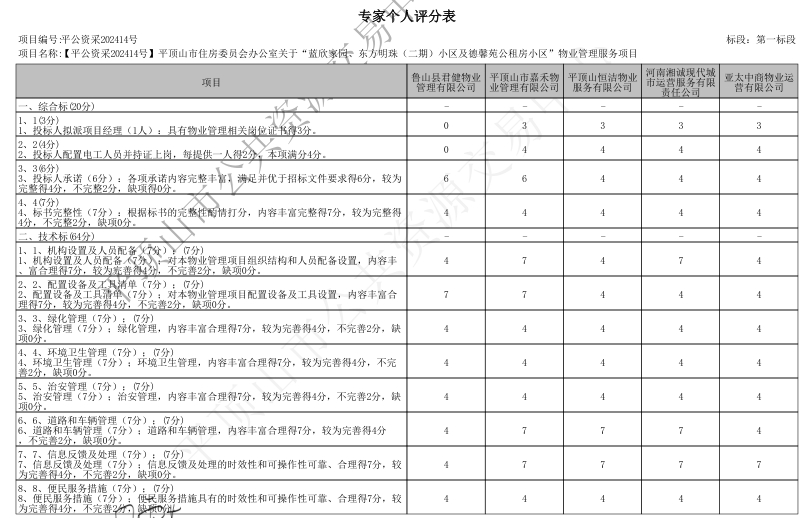 专家个人评分表
项目编号:平公资采202414号 标段：第一标段
项目名称:【平公资采202414号】平顶山市住房委员会办公室关于“蓝欣家园、东方明珠（二期）小区及德馨苑公租房小区”物业管理服务项目
项目 鲁山县君健物业管理有限公司 平顶山市嘉禾物业管理有限公司 平顶山恒洁物业服务有限公司 河南湘诚现代城市运营服务有限责任公司 亚太中商物业运营有限公司
一、综合标(20分) — — — — —
1、1(3分)
1、投标人拟派项目经理（1人）：具有物业管理相关岗位证书得3分。 0 3 3 3 3
2、2(4分)
2、投标人配置电工人员并持证上岗，每提供一人得2分，本项满分4分。 0 4 4 4 4
3、3(6分)
3、投标人承诺（6分）：各项承诺内容完整丰富，满足并优于招标文件要求得6分，较为
完整得4分，不完整2分，缺项得0分。 6 6 4 4 4
4、4(7分)
4、标书完整性（7分）：根据标书的完整性酌情打分，内容丰富完整得7分，较为完整得
4分，不完整2分，缺项0分。 4 4 4 4 4
二、技术标(64分) — — — — —
1、1、机构设置及人员配备（7分）；(7分)
1、机构设置及人员配备（7分）；对本物业管理项目组织结构和人员配备设置，内容丰
、富合理得7分，较为完善得4分，不完善2分，缺项0分。 4 7 4 7 4
2、2、配置设备及工具清单（7分）；(7分)
2、配置设备及工具清单（7分）；对本物业管理项目配置设备及工具设置，内容丰富合
理得7分，较为完善得4分，不完善2分，缺项0分。 7 7 4 4 4
3、3、绿化管理（7分）；(7分)
3、绿化管理（7分）；绿化管理，内容丰富合理得7分，较为完善得4分，不完善2分，缺
项0分。 4 4 4 4 4
4、4、环境卫生管理（7分）；(7分)
4、环境卫生管理（7分）；环境卫生管理，内容丰富合理得7分，较为完善得4分，不完
善2分，缺项0分。 4 4 4 4 4
5、5、治安管理（7分）；(7分)
5、治安管理（7分）；治安管理，内容丰富合理得7分，较为完善得4分，不完善2分，缺
项0分。 4 4 4 4 4
6、6、道路和车辆管理（7分）；(7分)
6、道路和车辆管理（7分）；道路和车辆管理，内容丰富合理得7分，较为完善得4分
，不完善2分，缺项0分。 4 7 7 7 4
7、7、信息反馈及处理（7分）；(7分)
7、信息反馈及处理（7分）；信息反馈及处理的时效性和可操作性可靠、合理得7分，较
为完善得4分，不完善2分，缺项0分。 4 7 7 7 7
8、8、便民服务措施（7分）；(7分)
8、便民服务措施（7分）；便民服务措施具有的时效性和可操作性可靠、合理得7分，较
为完善得4分，不完善2分，缺项0分。 4 4 4 4 4
平顶山市公共资源交易中
平顶山市公共资源交易中